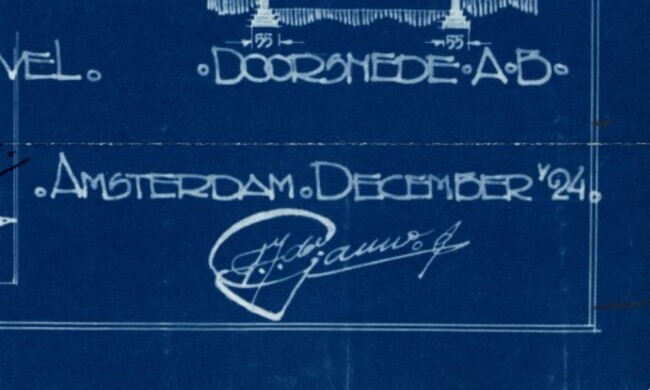 55 55
VEL. .DOORSNEDE.A.B.
.AMSTERDAM.DECEMBER '24.